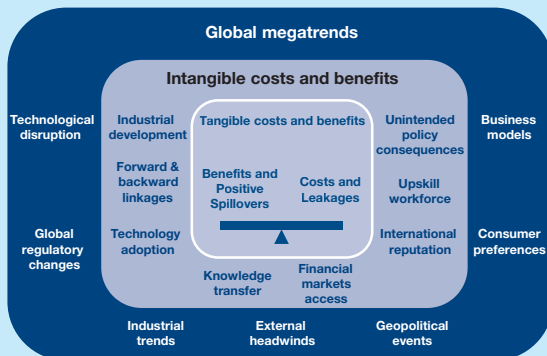 Global megatrends
Intangible costs and benefits
Technological
disruption
Industrial
development
Tangible costs and benefits
Unintended
policy
consequences
Business
models
Forward &
backward
linkages
Benefits and
Positive
Spillovers
Costs and
Leakages
Upskill
workforce
Global
regulatory
changes
Technology
adoption
International
reputation
Consumer
preferences
Knowledge
transfer
Financial
markets
access
Industrial
trends
External
headwinds
Geopolitical
events